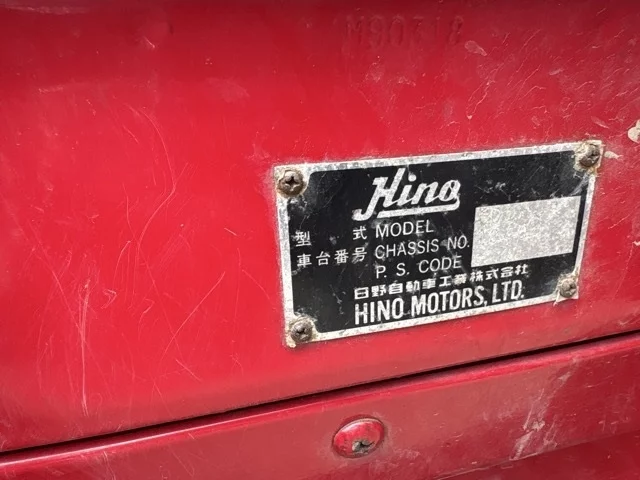 M90318
Hino
型 式 MODEL
車台番号 CHASSIS NO.
P. S. CODE
日野自動車工業株式会社
HINO MOTORS, LTD.